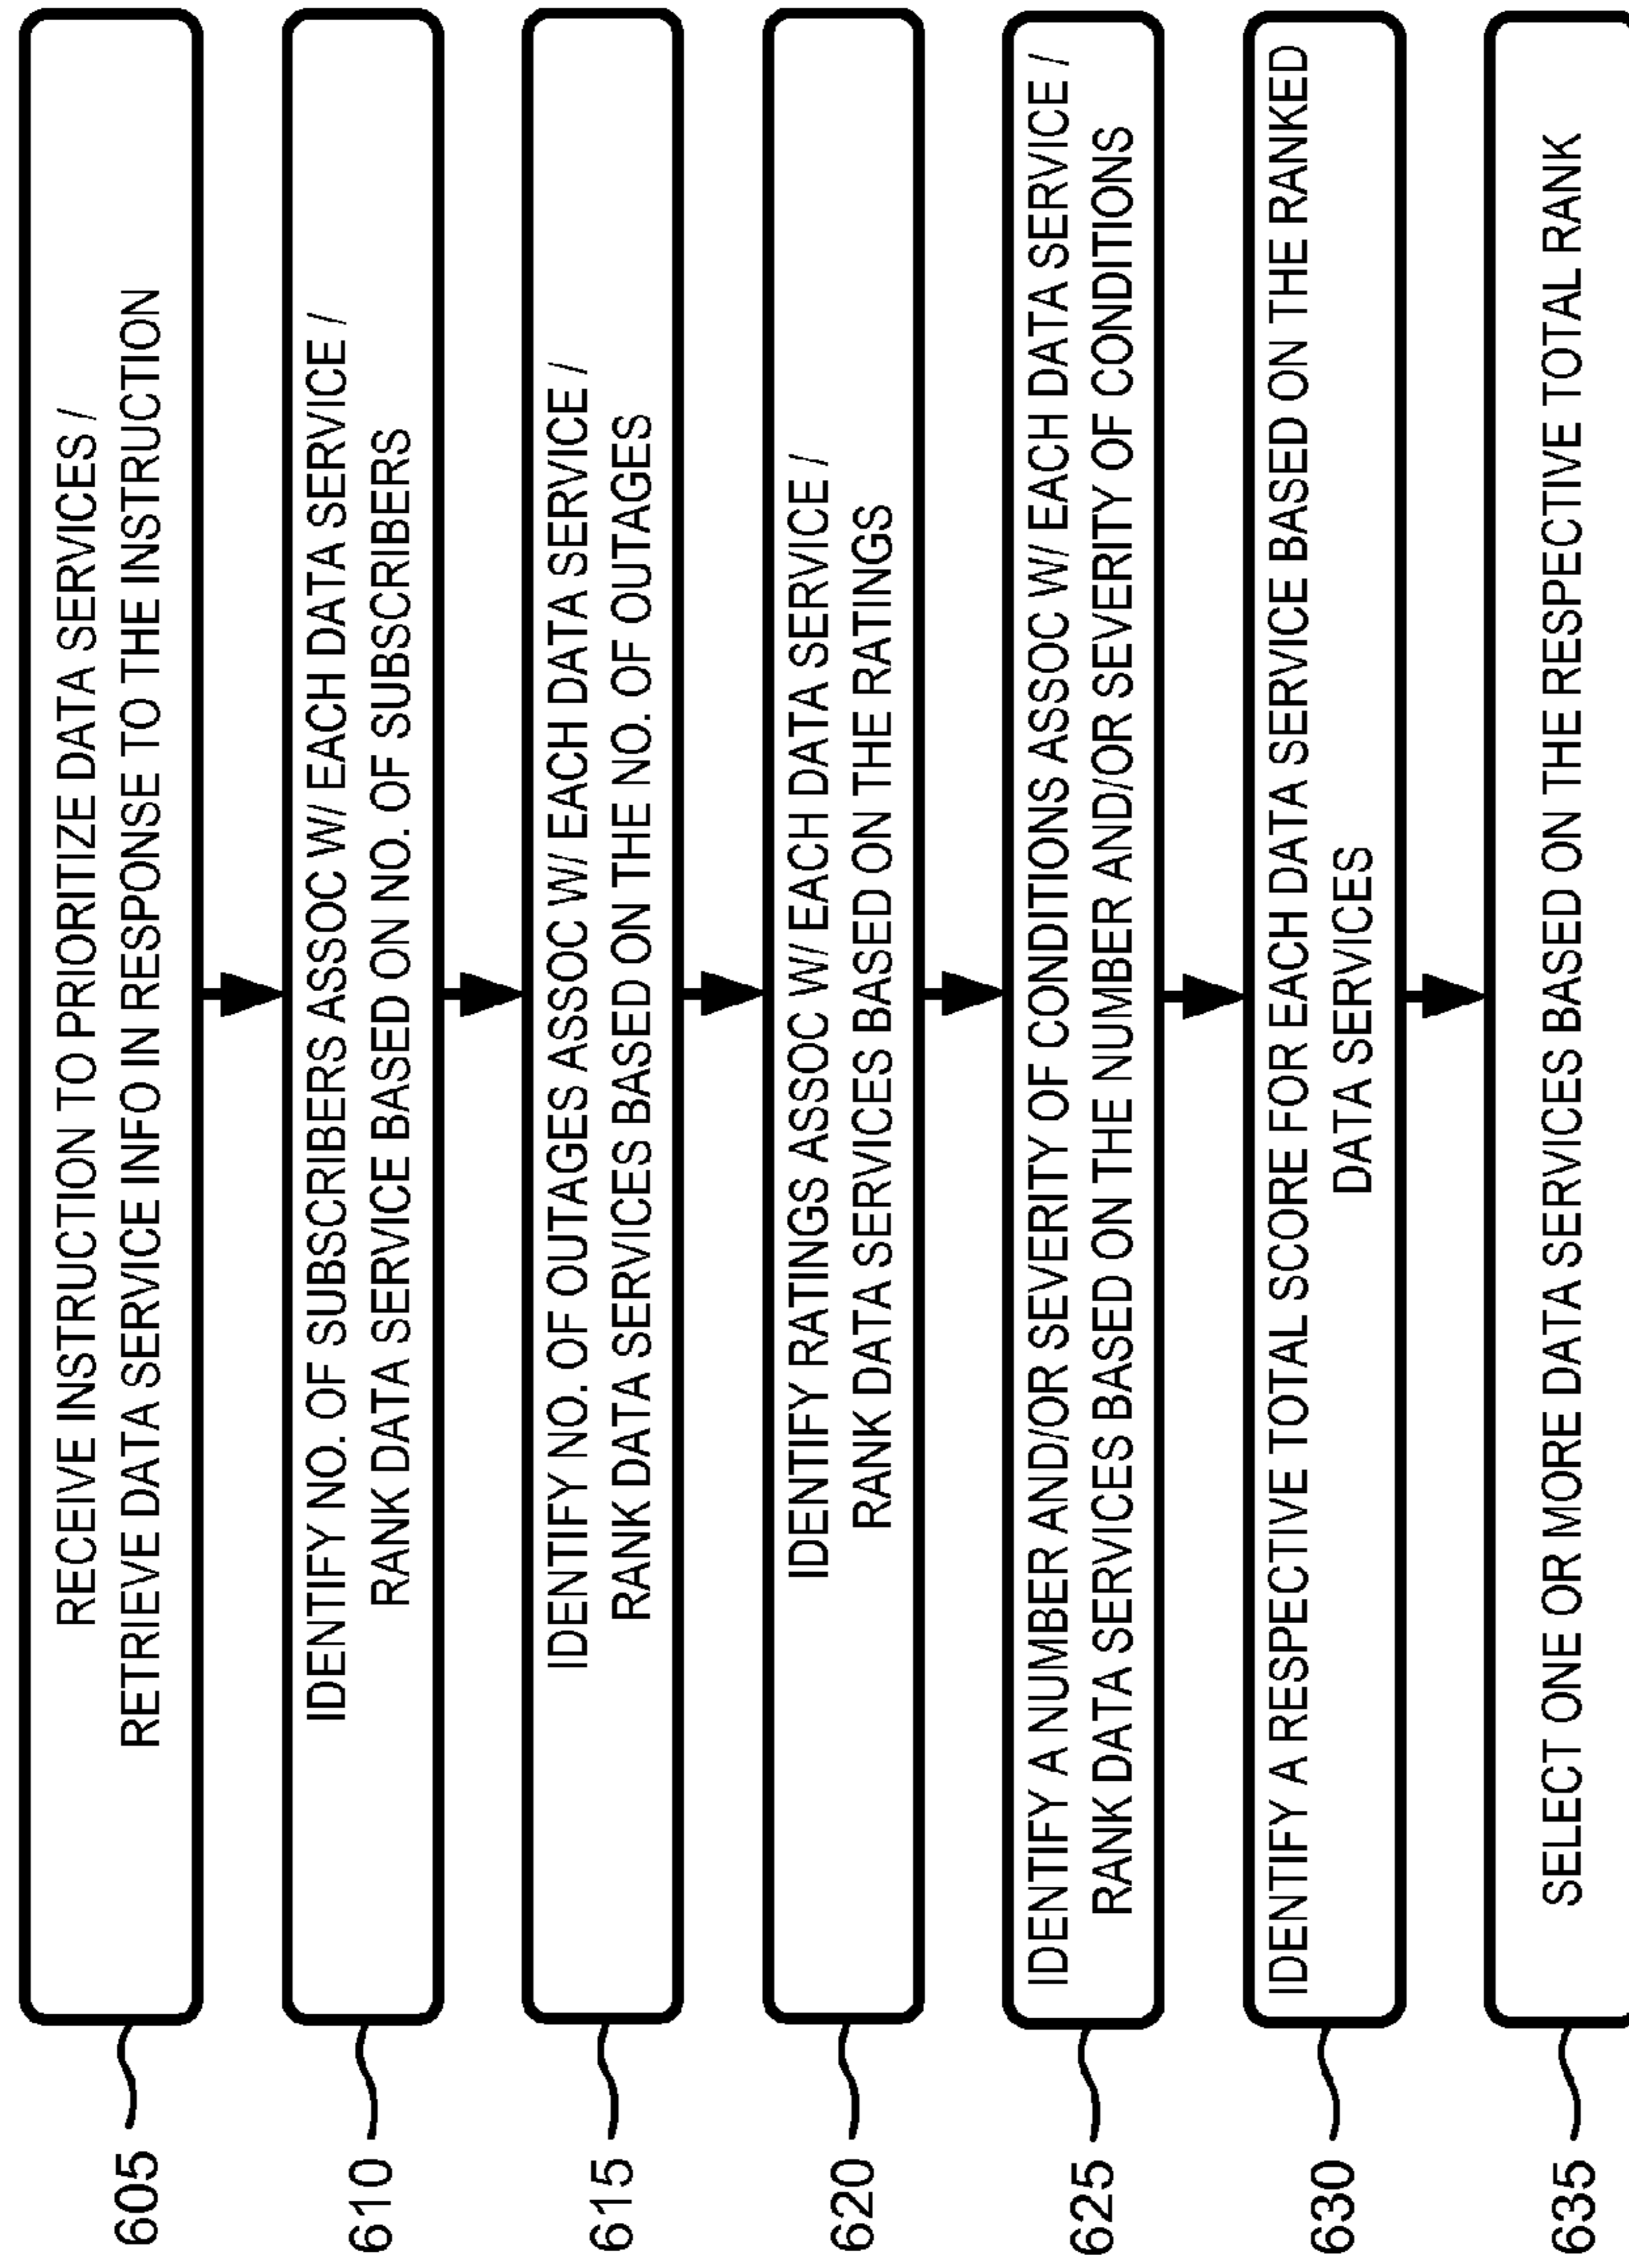 RECEIVE INSTRUCTION TO PRIORITIZE DATA SERVICES /
RETRIEVE DATA SERVICE INFO IN RESPONSE TO THE INSTRUCTION
605
IDENTIFY NO. OF SUBSCRIBERS ASSOC W/ EACH DATA SERVICE /
RANK DATA SERVICE BASED ON NO. OF SUBSCRIBERS
610
IDENTIFY NO. OF OUTAGES ASSOC W/ EACH DATA SERVICE /
RANK DATA SERVICES BASED ON THE NO. OF OUTAGES
615
IDENTIFY RATINGS ASSOC W/ EACH DATA SERVICE /
RANK DATA SERVICES BASED ON THE RATINGS
620
IDENTIFY A NUMBER AND/OR SEVERITY OF CONDITIONS ASSOC W/ EACH DATA SERVICE /
RANK DATA SERVICES BASED ON THE NUMBER AND/OR SEVERITY OF CONDITIONS
625
IDENTIFY A RESPECTIVE TOTAL SCORE FOR EACH DATA SERVICE BASED ON THE RANKED
DATA SERVICES
630
SELECT ONE OR MORE DATA SERVICES BASED ON THE RESPECTIVE TOTAL RANK
635